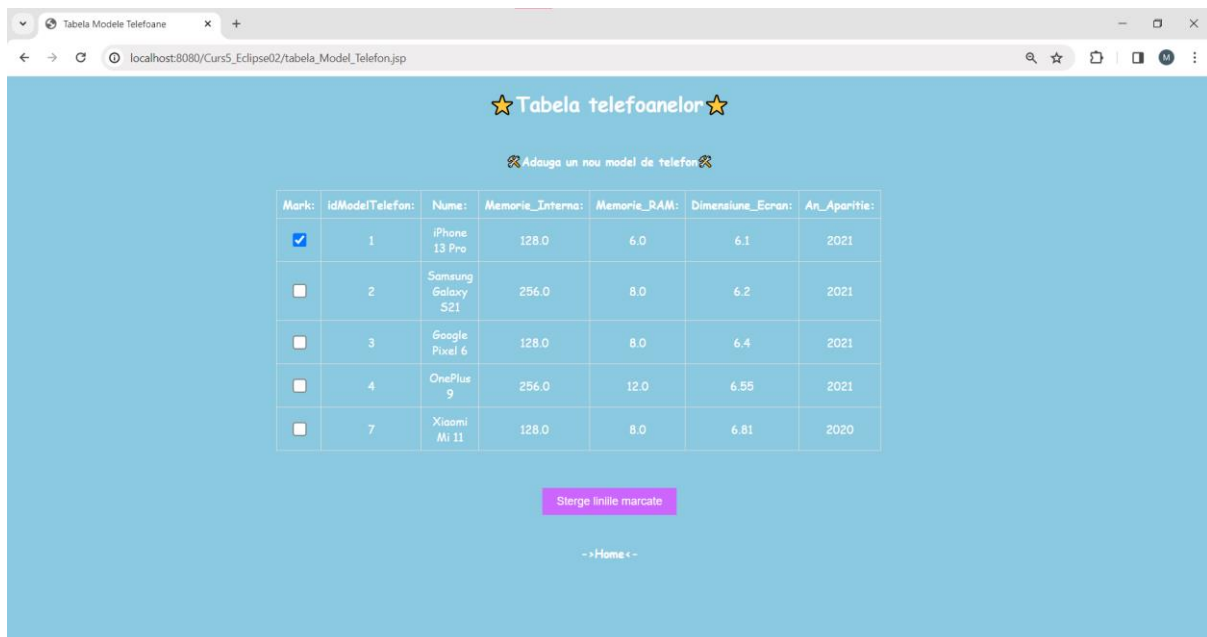 Tabela Modele Telefoane
localhost:8080/Curs5_Eclipse02/tabela_Model_Telefon.jsp
M
⭐Tabela telefoanelor⭐
🛠Adauga un nou model de telefon🛠
Mark: idModelTelefon: Nume: Memorie_Interna: Memorie_RAM: Dimensiune_Ecran: An_Aparitie:
1 iPhone 13 Pro 128.0 6.0 6.1 2021
2 Samsung Galaxy S21 256.0 8.0 6.2 2021
3 Google Pixel 6 128.0 8.0 6.4 2021
4 OnePlus 9 256.0 12.0 6.55 2021
7 Xiaomi Mi 11 128.0 8.0 6.81 2020
Sterge liniile marcate
->Home<-